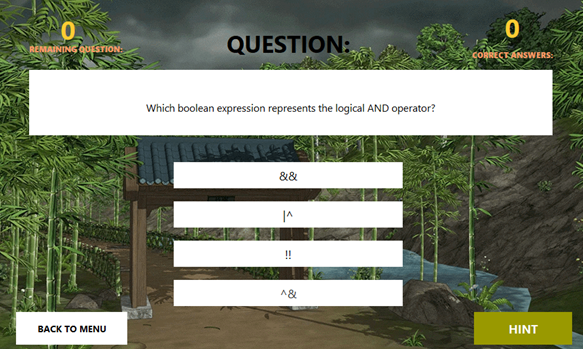 0
REMAINING QUESTION:
QUESTION:
0
CORRECT ANSWERS:
Which boolean expression represents the logical AND operator?
&&
|^
!!
^&
BACK TO MENU
HINT